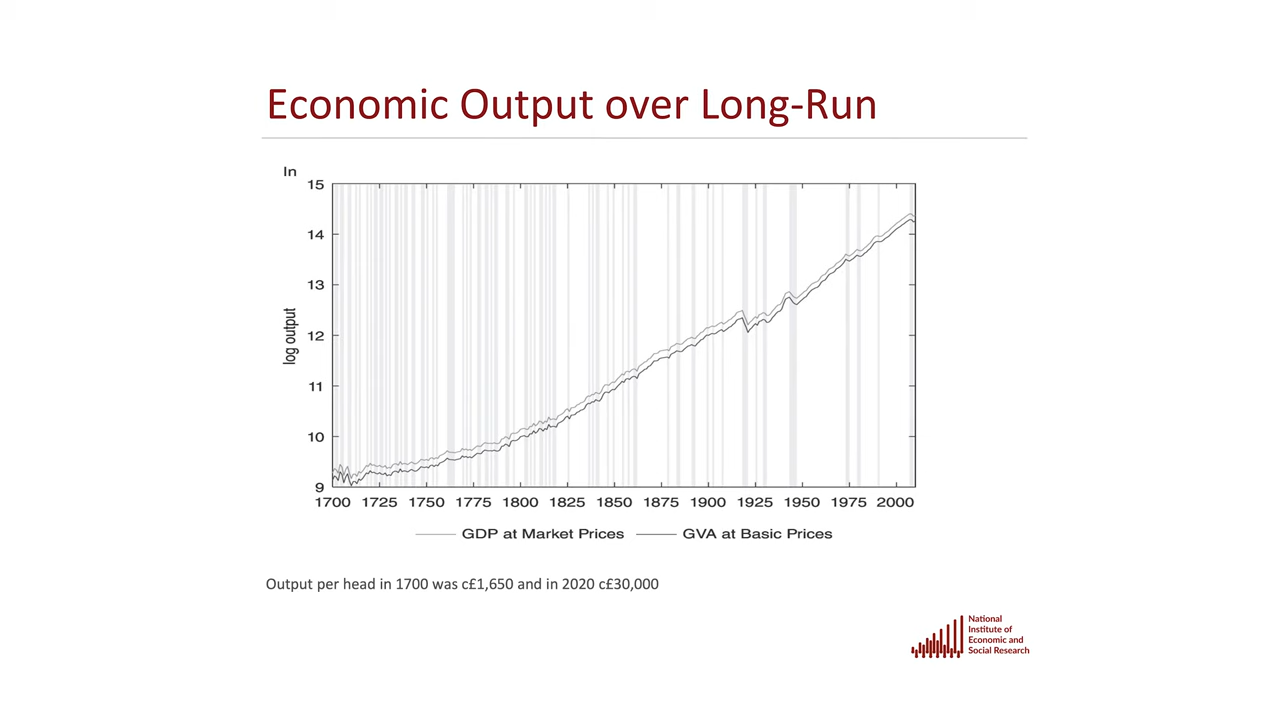 Economic Output over Long-Run
ln
15
14
13
12
11
10
9
log output
1700 1725 1750 1775 1800 1825 1850 1875 1900 1925 1950 1975 2000
GDP at Market Prices GVA at Basic Prices
Output per head in 1700 was c£1,650 and in 2020 c£30,000
National
Institute of
Economic and
Social Research